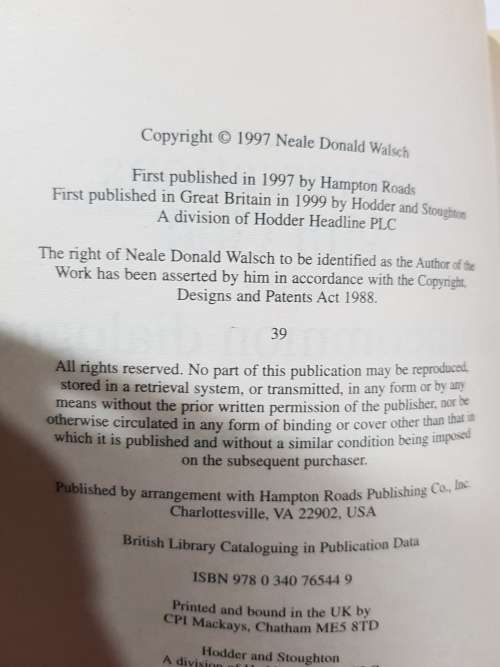 Copyright © 1997 Neale Donald Walsch
First published in 1997 by Hampton Roads
First published in Great Britain in 1999 by Hodder and Stoughton
A division of Hodder Headline PLC
The right of Neale Donald Walsch to be identified as the Author of the
Work has been asserted by him in accordance with the Copyright,
Designs and Patents Act 1988.
39
All rights reserved. No part of this publication may be reproduced,
stored in a retrieval system, or transmitted, in any form or by any
means without the prior written permission of the publisher, nor be
otherwise circulated in any form of binding or cover other than that in
which it is published and without a similar condition being imposed
on the subsequent purchaser.
Published by arrangement with Hampton Roads Publishing Co., Inc.
Charlottesville, VA 22902, USA
British Library Cataloguing in Publication Data
ISBN 978 0 340 76544 9
Printed and bound in the UK by
CPI Mackays, Chatham ME5 8TD
Hodder and Stoughton
A division of